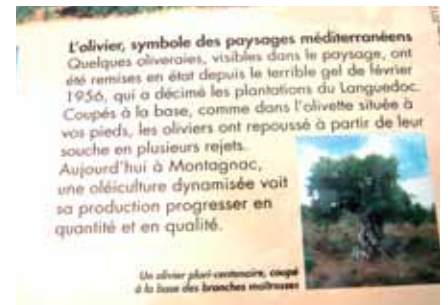 L'olivier, symbole des paysages méditerranéens
Quelques oliveraies, visibles dans le paysage, ont
été remises en état depuis le terrible gel de février
1956, qui a décimé les plantations du Languedoc.
Coupés à la base, comme dans l'olivette située à
vos pieds, les oliviers ont repoussé à partir de leur
souche en plusieurs rejets.
Aujourd'hui à Montagnac,
une oléiculture dynamisée voit
sa production progresser en
quantité et en qualité.
Un olivier pluri-centenaire, coupé
à la base des branches maîtresses